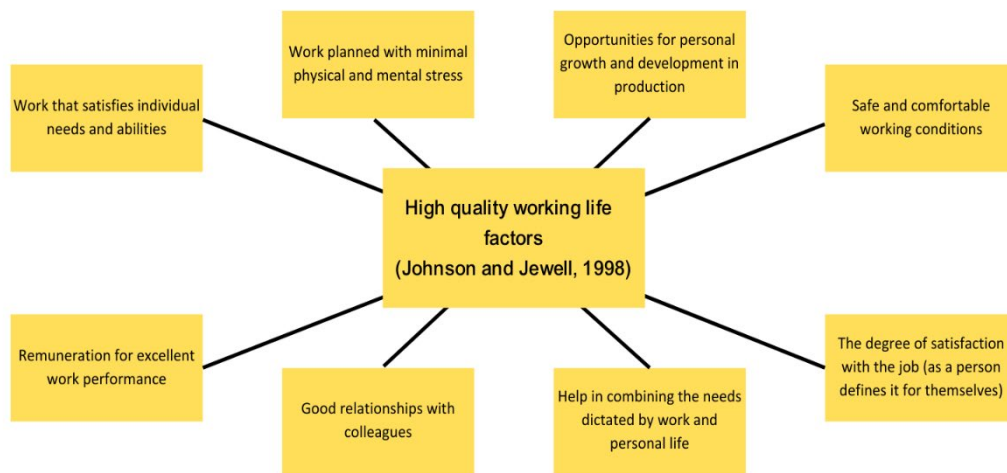 Work planned with minimal
physical and mental stress
Opportunities for personal
growth and development in
production
Work that satisfies individual
needs and abilities
Safe and comfortable
working conditions
High quality working life
factors
(Johnson and Jewell, 1998)
Remuneration for excellent
work performance
Good relationships with
colleagues
Help in combining the needs
dictated by work and
personal life
The degree of satisfaction
with the job (as a person
defines it for themselves)